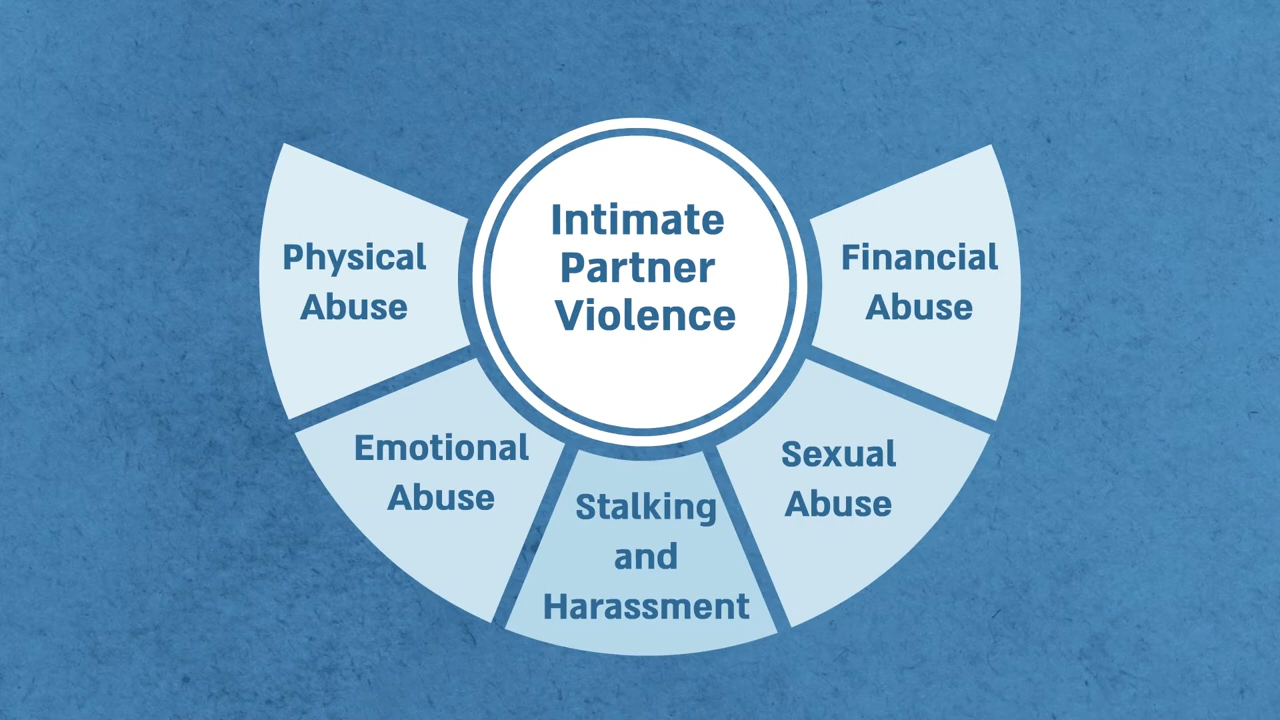 Intimate
Partner
Violence
Physical
Abuse
Emotional
Abuse
Stalking
and
Harassment
Sexual
Abuse
Financial
Abuse